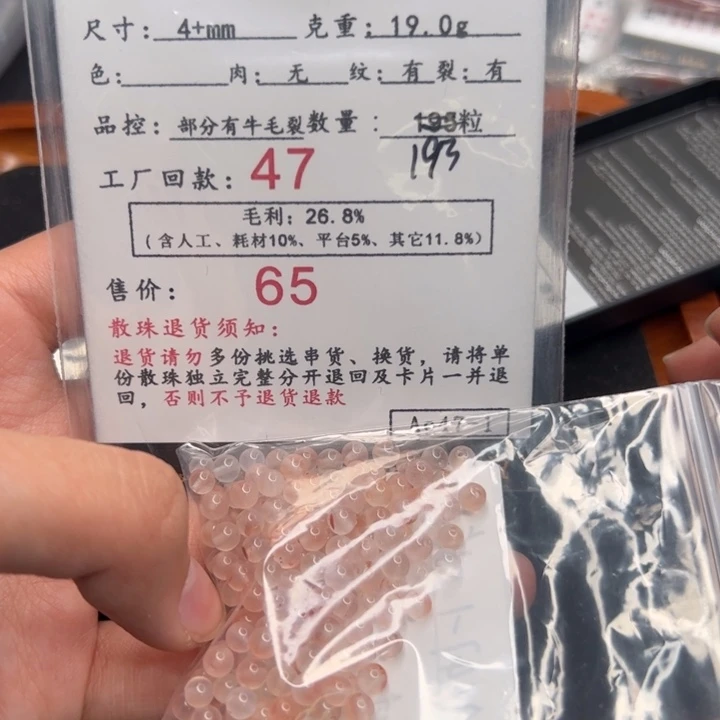 尺寸: 4+mm 克重: 19.0g
色: 肉: 无 纹: 有 裂: 有
品控: 部分有牛毛裂 数量: 粒
193
工厂回款: 47
毛利: 26.8%
(含人工、耗材10%、平台5%、其它11.8%)
售价: 65
散珠退货须知:
退货请勿多份挑选串货、换货, 请将单
份散珠独立完整分开退回及卡片一并退
回, 否则不予退货退款